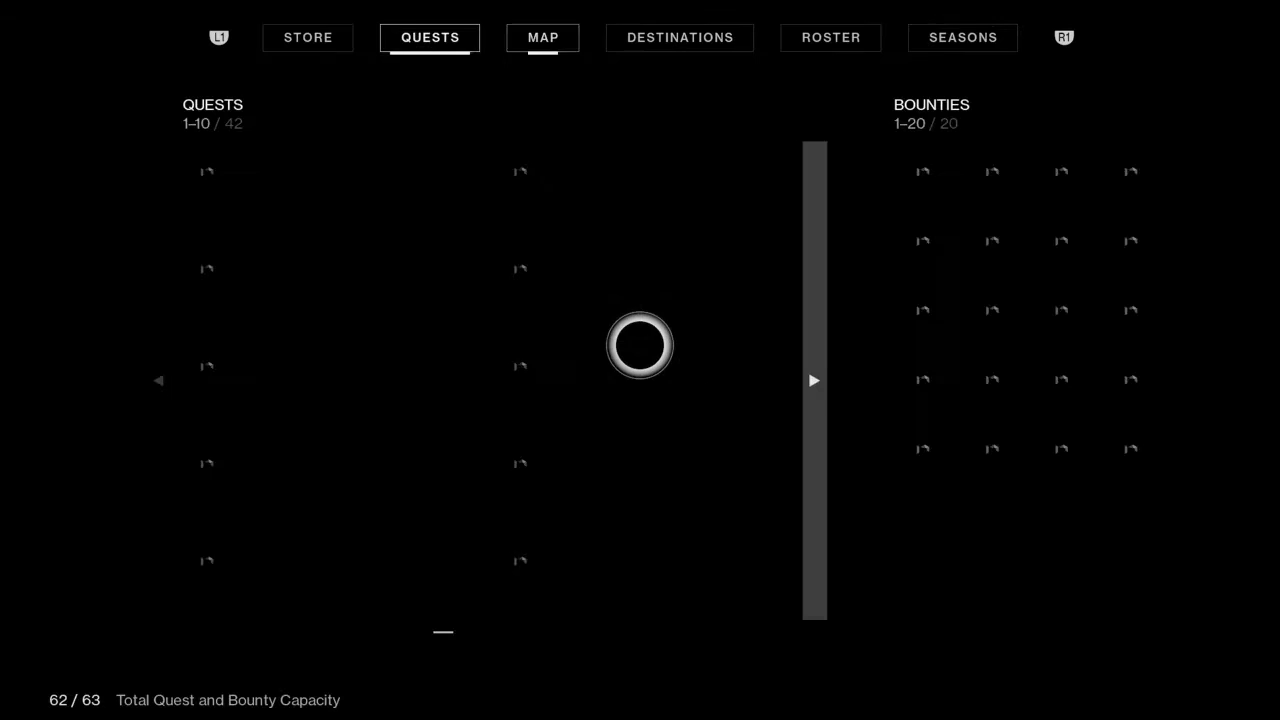 L1
STORE
QUESTS
MAP
DESTINATIONS
ROSTER
SEASONS
R1
QUESTS
1–10 / 42
BOUNTIES
1–20 / 20
62 / 63 Total Quest and Bounty Capacity